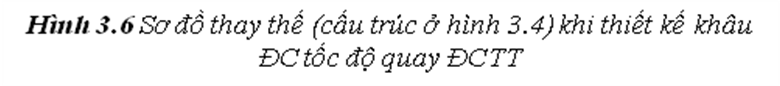 Hình 3.6 Sơ đồ thay thế (cấu trúc ở hình 3.4) khi thiết kế khâu
ĐC tốc độ quay ĐCTT